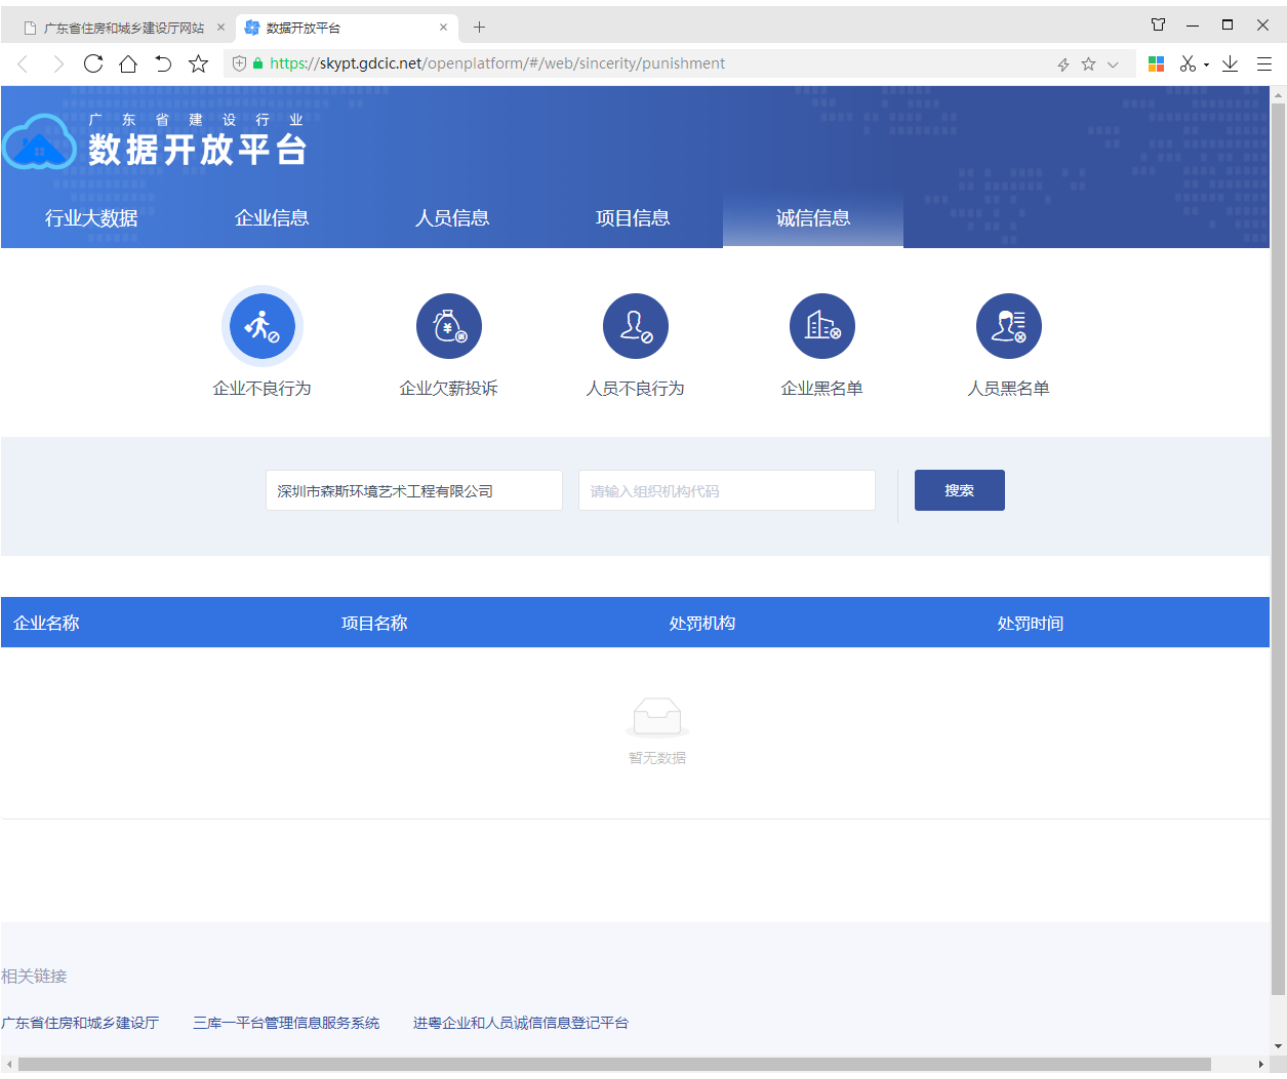 广东省住房和城乡建设厅网站
数据开放平台
https://skypt.gdcic.net/openplatform/#/web/sincerity/punishment
广东省建设行业
数据开放平台
行业大数据 企业信息 人员信息 项目信息 诚信信息
企业不良行为 企业欠薪投诉 人员不良行为 企业黑名单 人员黑名单
深圳市森斯环境艺术工程有限公司 请输入组织机构代码 搜索
企业名称 项目名称 处罚机构 处罚时间
暂无数据
相关链接
广东省住房和城乡建设厅 三库一平台管理信息服务系统 进粤企业和人员诚信信息登记平台